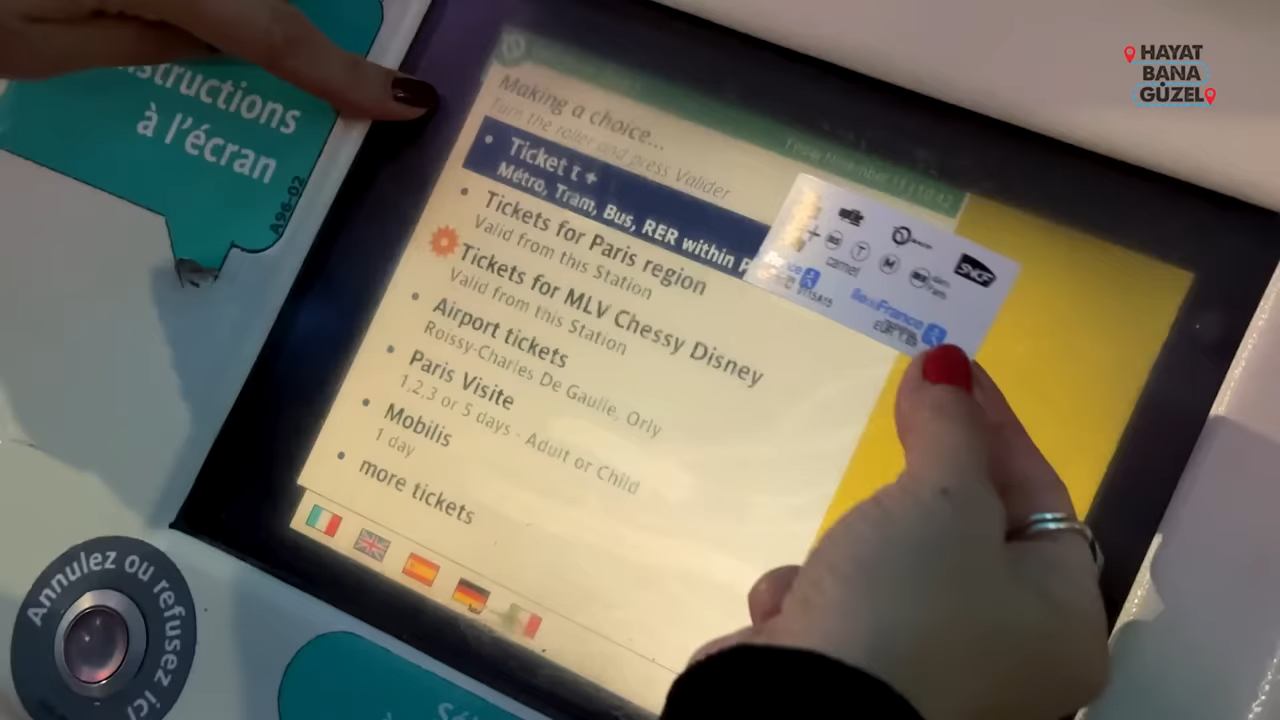 HAYAT
BANA
GÜZEL
à l'écran
A96-02
Making a choice...
Turn the roller and press Valider
Ticket t +
Métro, Tram, Bus, RER within P
Tickets for Paris region
Valid from this Station
Tickets for MLV Chessy Disney
Valid from this Station
Airport tickets
Roissy-Charles De Gaulle, Orly
Paris Visite
1,2,3 or 5 days - Adult or Child
Mobilis
1 day
more tickets
carnet
SNCF
îledeFrance
Annulez ou refusez ici